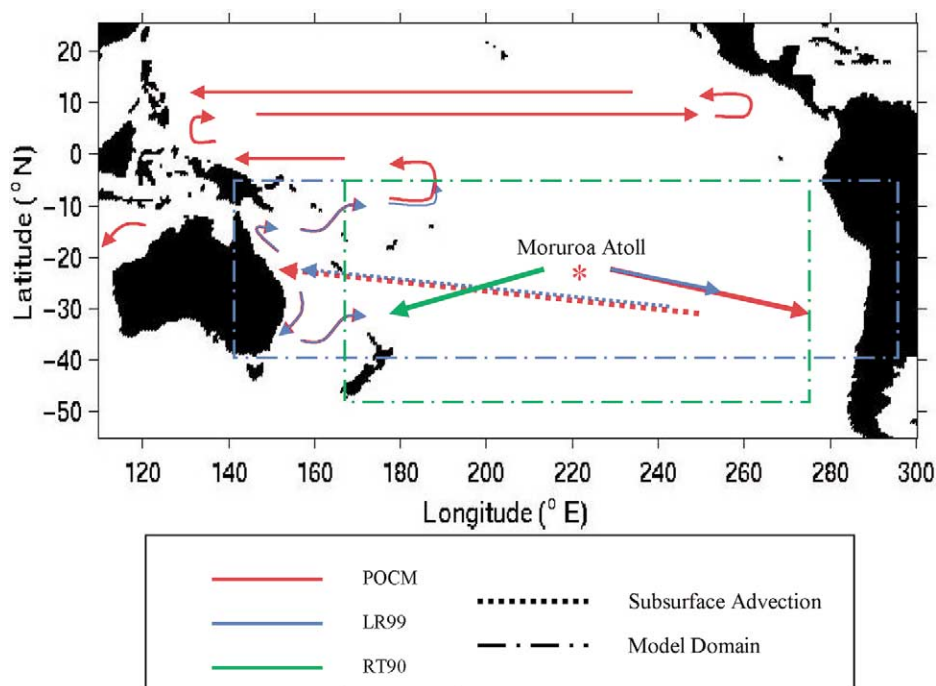 20
10
0
−10
−20
−30
−40
−50
Latitude (° N)
Moruroa Atoll
*
120 140 160 180 200 220 240 260 280 300
Longitude (° E)
POCM
LR99
RT90
Subsurface Advection
Model Domain